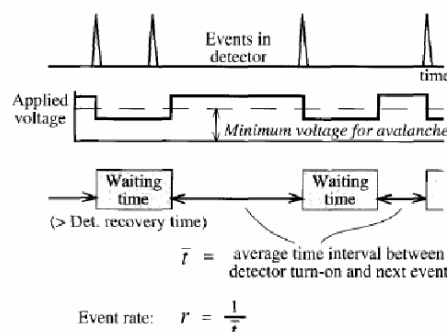 Events in
detector
time
Applied
voltage
Minimum voltage for avalanche
Waiting
time
Waiting
time
(> Det. recovery time)
t̄ = average time interval between
detector turn-on and next event
Event rate: r = 1/t̄